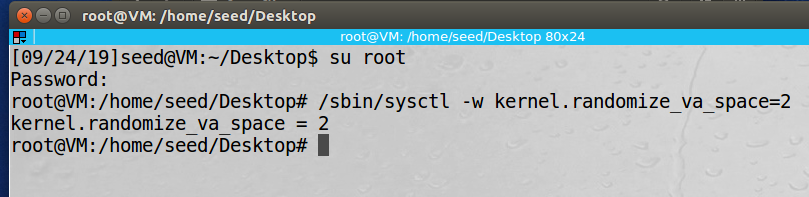 root@VM: /home/seed/Desktop
root@VM: /home/seed/Desktop 80x24
[09/24/19]seed@VM:~/Desktop$ su root
Password:
root@VM:/home/seed/Desktop# /sbin/sysctl -w kernel.randomize_va_space=2
kernel.randomize_va_space = 2
root@VM:/home/seed/Desktop#